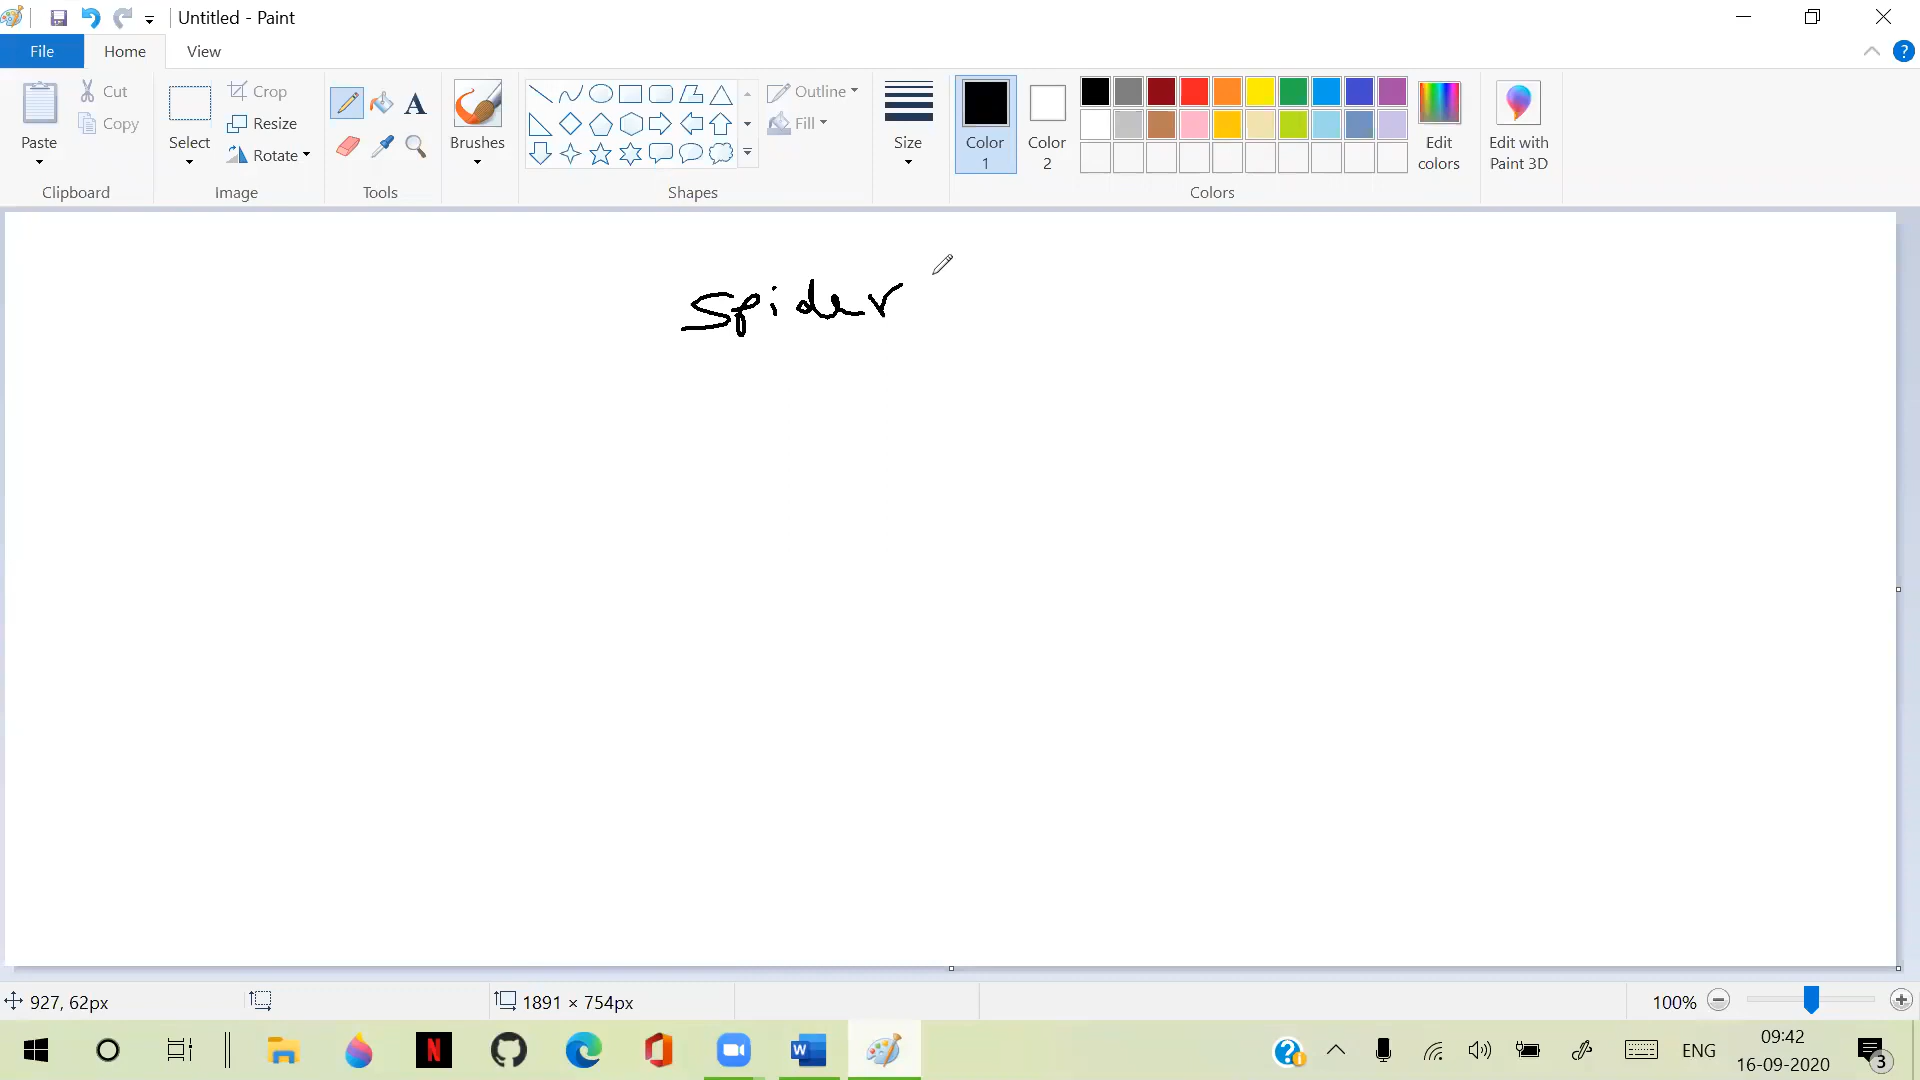 Untitled - Paint
File Home View
Paste
Cut
Copy
Clipboard
Select
Crop
Resize
Rotate
Image
Tools
Brushes
Shapes
Outline
Fill
Size
Color 1
Color 2
Colors
Edit colors
Edit with Paint 3D
Spider
927, 62px
1891 × 754px
100%
ENG
09:42
16-09-2020
3